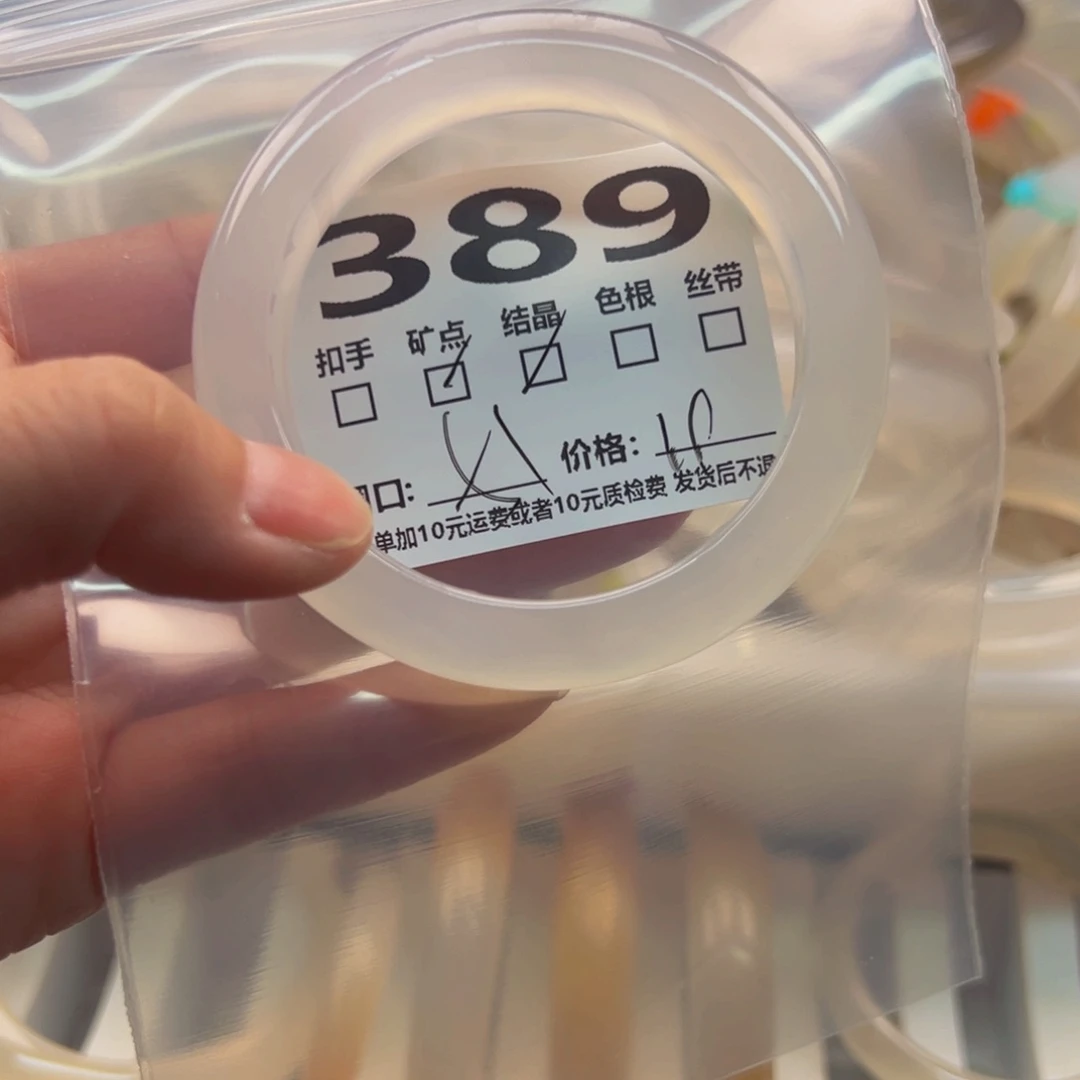 389
扣手 矿点 结晶 色根 丝带
口: 价格:
单加10元运费或者10元质检费 发货后不退